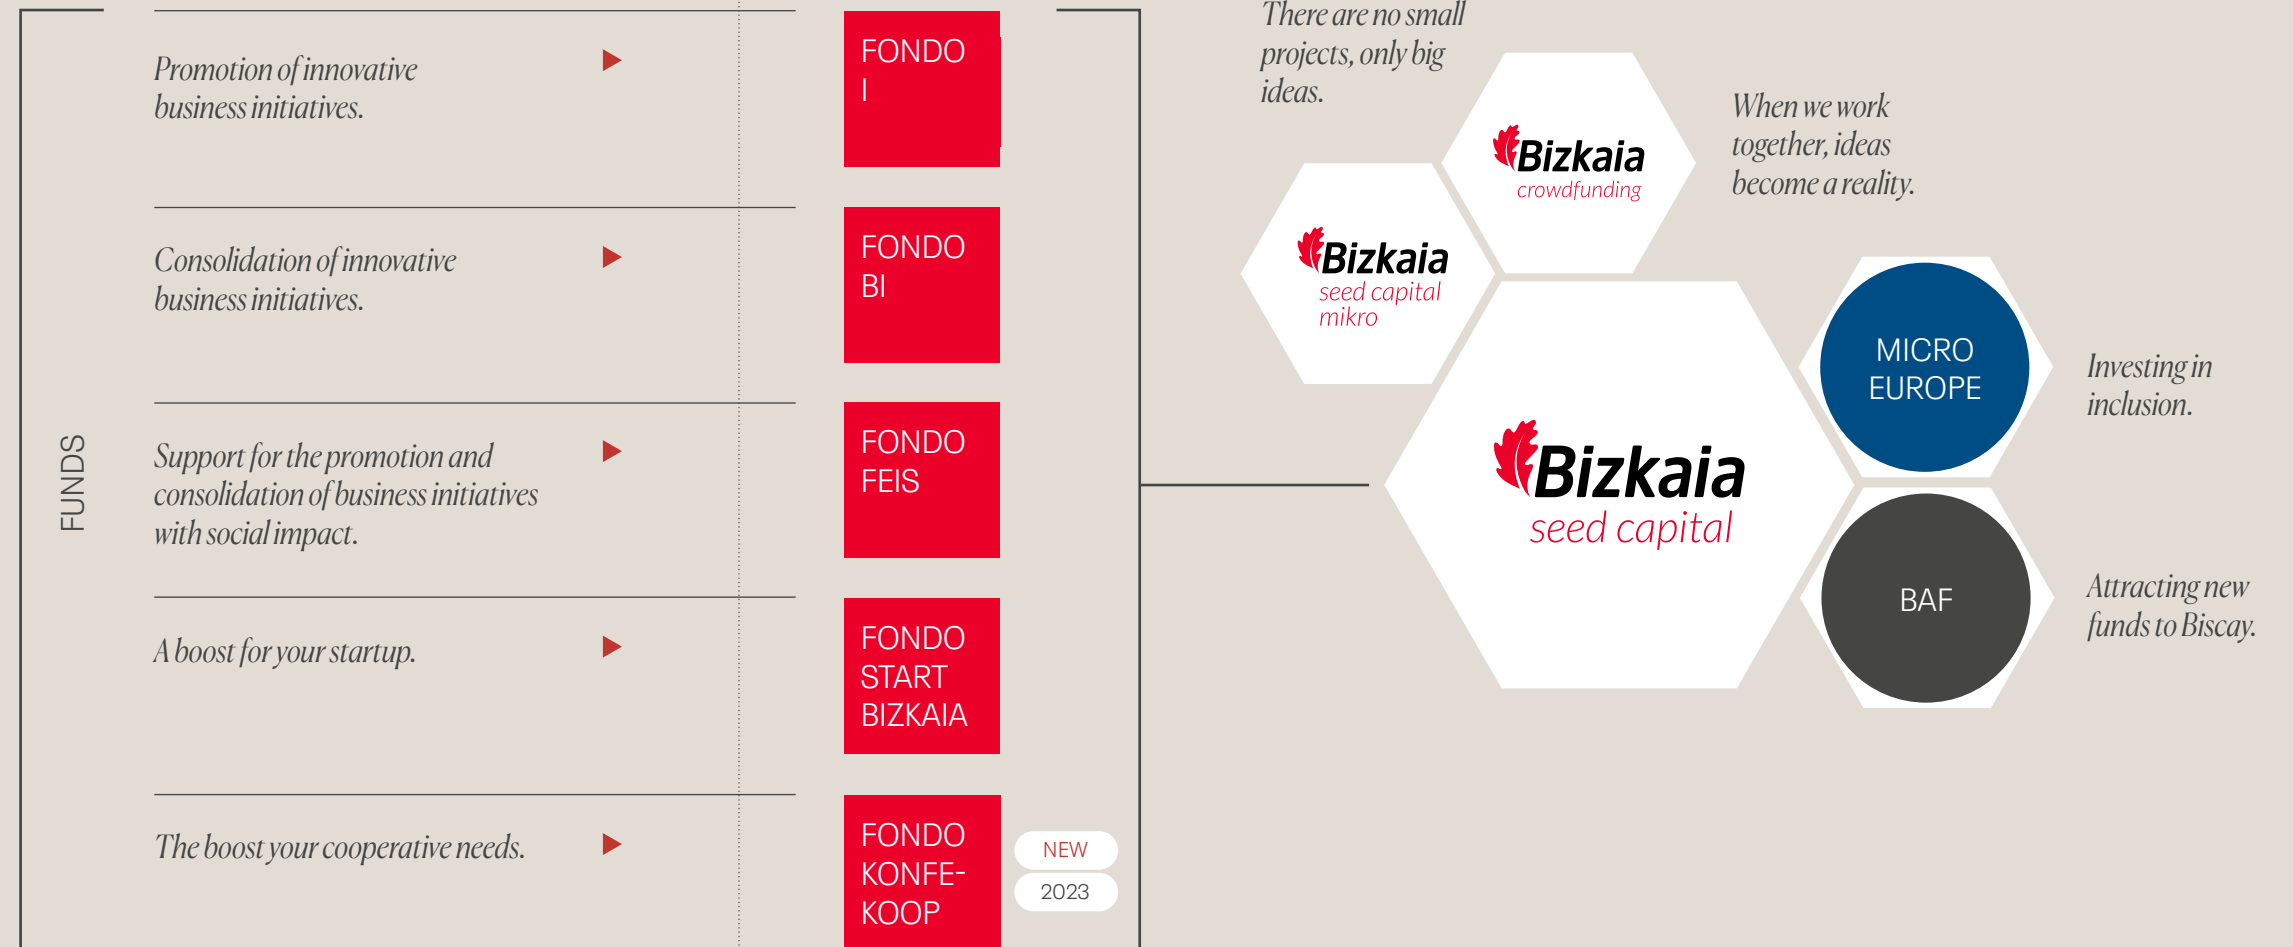 FUNDS
Promotion of innovative
business initiatives.
FONDO
I
Consolidation of innovative
business initiatives.
FONDO
BI
Support for the promotion and
consolidation of business initiatives
with social impact.
FONDO
FEIS
A boost for your startup.
FONDO
START
BIZKAIA
The boost your cooperative needs.
FONDO
KONFE-
KOOP
NEW
2023
There are no small
projects, only big
ideas.
Bizkaia
crowdfunding
When we work
together, ideas
become a reality.
Bizkaia
seed capital
mikro
MICRO
EUROPE
Investing in
inclusion.
Bizkaia
seed capital
BAF
Attracting new
funds to Biscay.